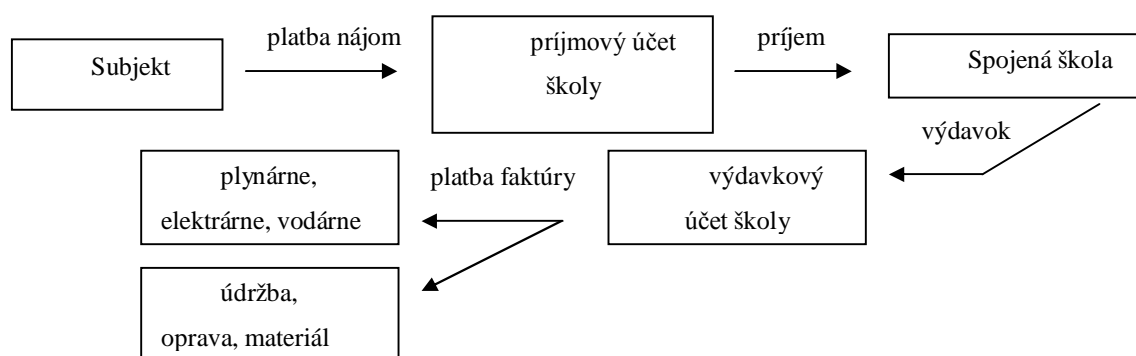 Subjekt
platba nájom
príjmový účet
školy
príjem
Spojená škola
výdavok
výdavkový
účet školy
platba faktúry
plynárne,
elektrárne, vodárne
údržba,
oprava, materiál